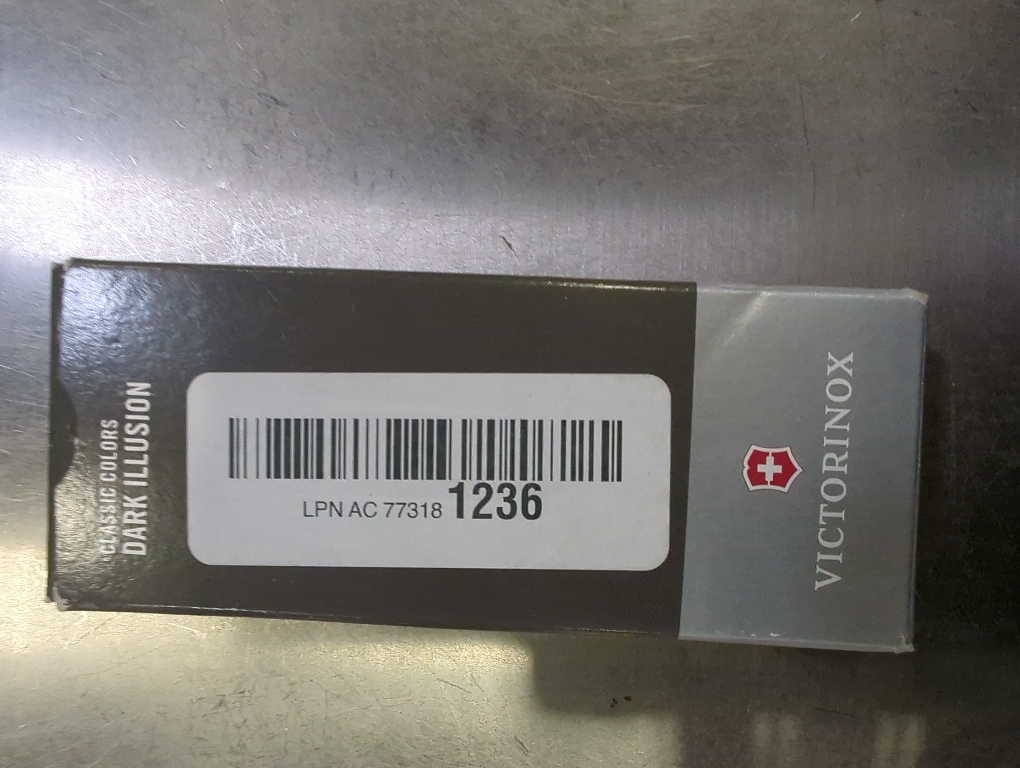 CLASSIC COLORS
DARK ILLUSION
LPN AC 77318 1236
VICTORINOX